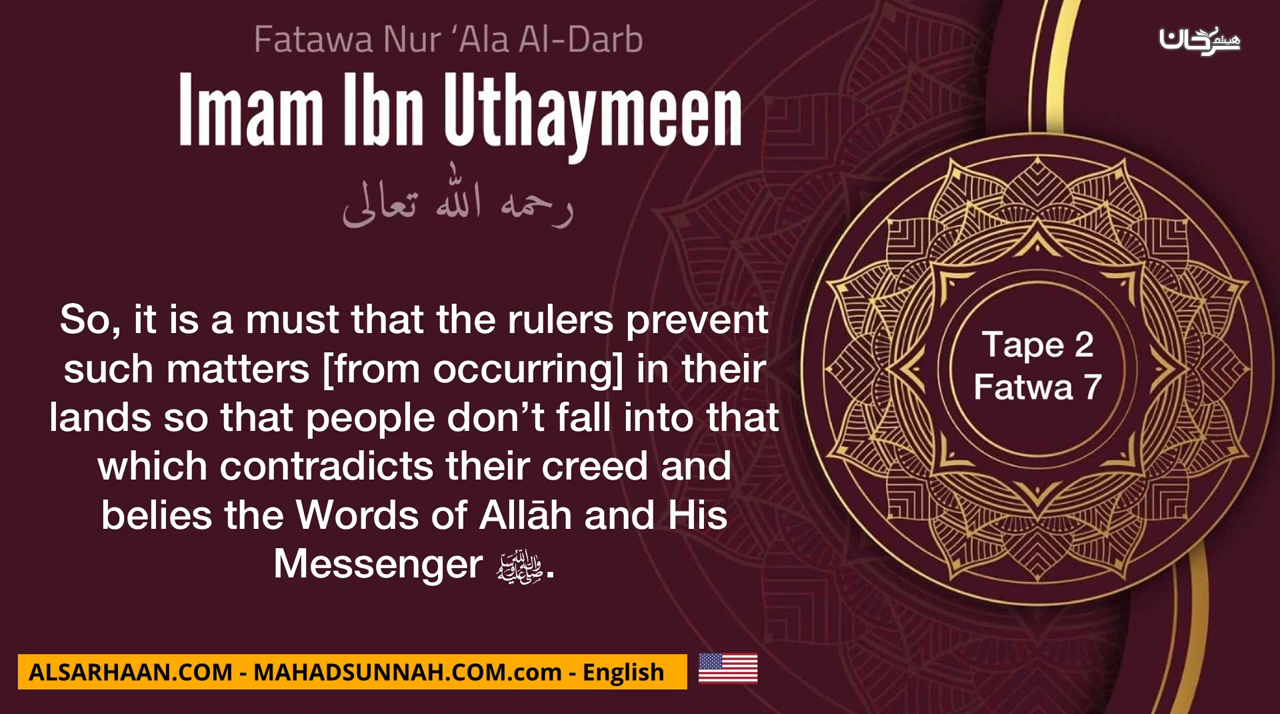 Fatawa Nur ‘Ala Al-Darb
هيثم سرحان
Imam Ibn Uthaymeen
رحمه الله تعالى
So, it is a must that the rulers prevent
such matters [from occurring] in their
lands so that people don’t fall into that
which contradicts their creed and
belies the Words of Allāh and His
Messenger ﷺ.
Tape 2
Fatwa 7
ALSARHAAN.COM - MAHADSUNNAH.COM.com - English